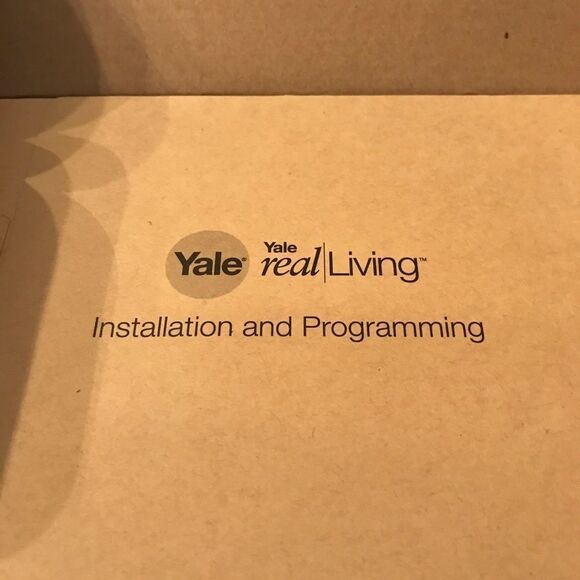 Yale® Yale
real|Living™
Installation and Programming